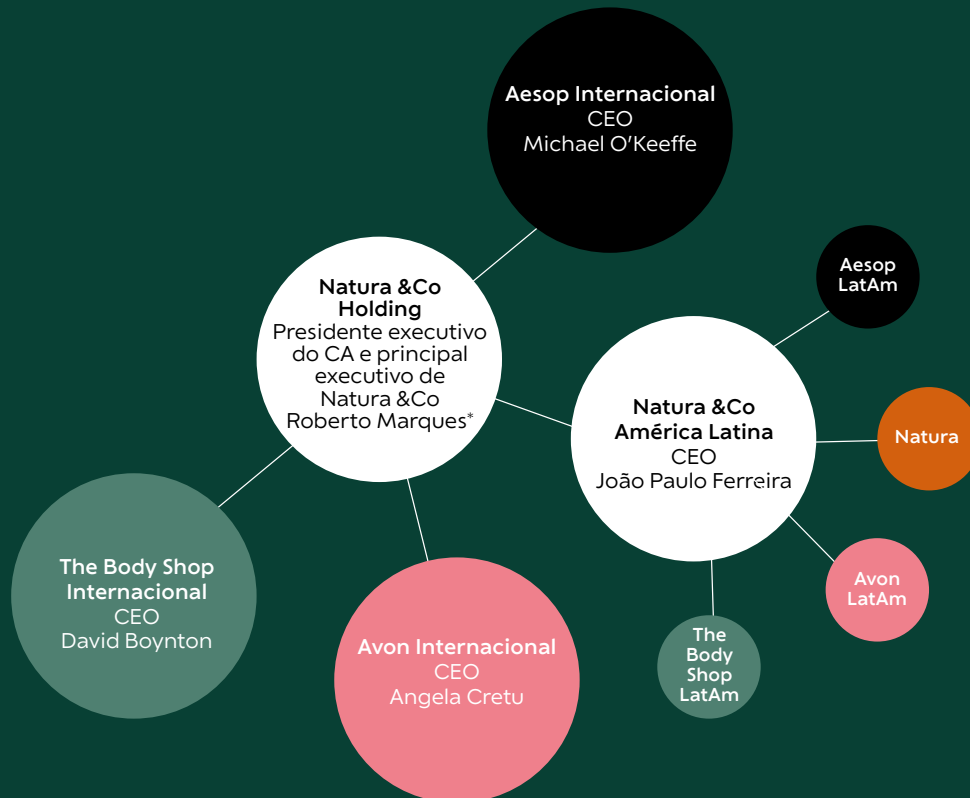 Aesop Internacional
CEO
Michael O'Keeffe
Aesop
LatAm
Natura &Co
Holding
Presidente executivo
do CA e principal
executivo de
Natura &Co
Roberto Marques*
Natura &Co
América Latina
CEO
João Paulo Ferreira
Natura
The Body Shop
Internacional
CEO
David Boynton
Avon Internacional
CEO
Angela Cretu
Avon
LatAm
The
Body
Shop
LatAm